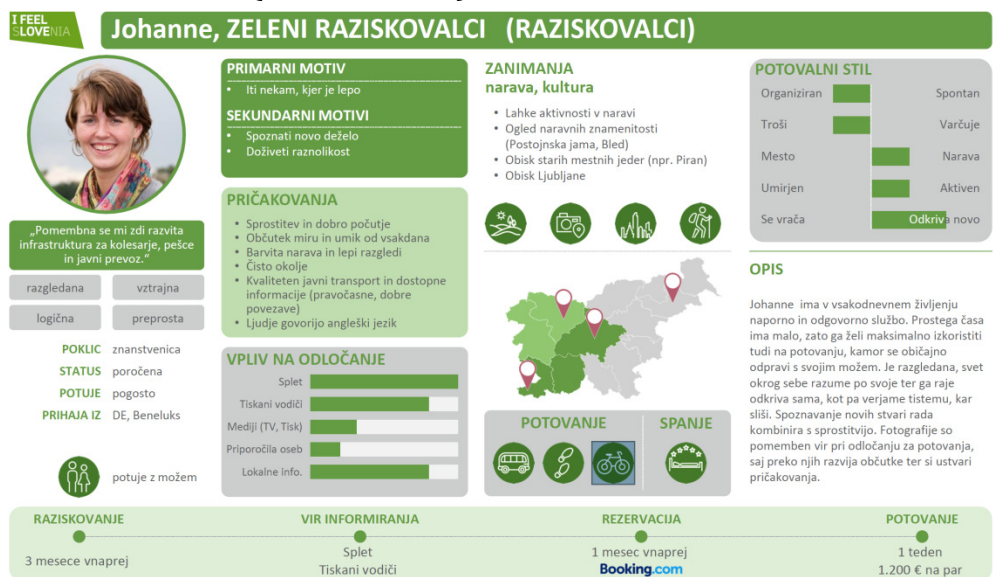 I FEEL
SLOVENIA
Johanne, ZELENI RAZISKOVALCI (RAZISKOVALCI)
„Pomembna se mi zdi razvita
infrastruktura za kolesarje, pešce
in javni prevoz.“
razgledana
vztrajna
logična
preprosta
POKLIC znanstvenica
STATUS poročena
POTUJE pogosto
PRIHAJA IZ DE, Beneluks
potuje z možem
PRIMARNI MOTIV
• Iti nekam, kjer je lepo
SEKUNDARNI MOTIVI
• Spoznati novo deželo
• Doživeti raznolikost
PRIČAKOVANJA
• Sprostitev in dobro počutje
• Občutek miru in umik od vsakdana
• Barvita narava in lepi razgledi
• Čisto okolje
• Kvaliteten javni transport in dostopne
informacije (pravočasne, dobre
povezave)
• Ljudje govorijo angleški jezik
VPLIV NA ODLOČANJE
Splet
Tiskani vodiči
Mediji (TV, Tisk)
Priporočila oseb
Lokalne info.
ZANIMANJA
narava, kultura
• Lahke aktivnosti v naravi
• Ogled naravnih znamenitosti
(Postojnska jama, Bled)
• Obisk starih mestnih jeder (npr. Piran)
• Obisk Ljubljane
POTOVANJE
SPANJE
POTOVALNI STIL
Organiziran Spontan
Troši Varčuje
Mesto Narava
Umirjen Aktiven
Se vrača Odkriva novo
OPIS
Johanne ima v vsakodnevnem življenju
naporno in odgovorno službo. Prostega časa
ima malo, zato ga želi maksimalno izkoristiti
tudi na potovanju, kamor se običajno
odpravi s svojim možem. Je razgledana, svet
okrog sebe razume po svoje ter ga raje
odkriva sama, kot pa verjame tistemu, kar
sliši. Spoznavanje novih stvari rada
kombinira s sprostitvijo. Fotografije so
pomemben vir pri odločanju za potovanja,
saj preko njih razvija občutke ter si ustvari
pričakovanja.
RAZISKOVANJE
3 mesece vnaprej
VIR INFORMIRANJA
Splet
Tiskani vodiči
REZERVACIJA
1 mesec vnaprej
Booking.com
POTOVANJE
1 teden
1.200 € na par